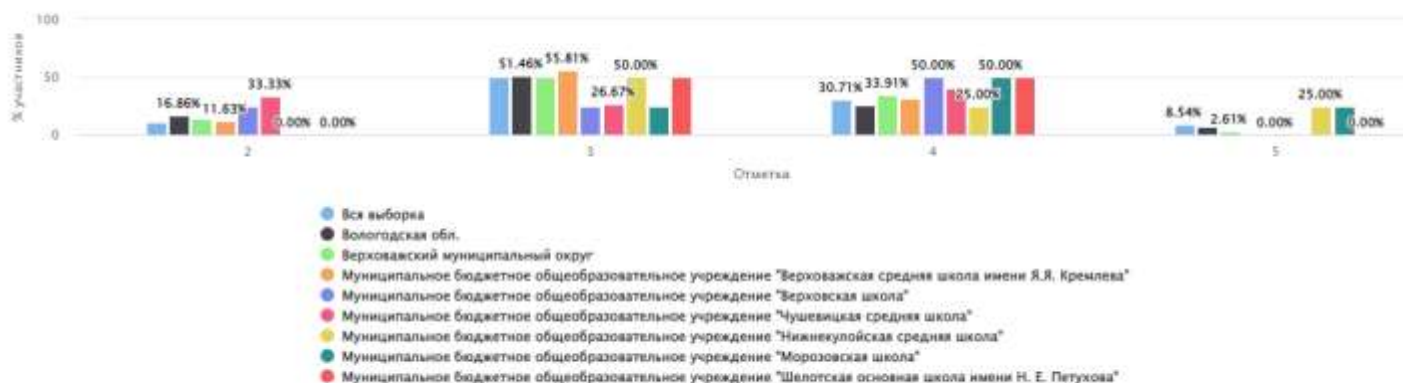 100
50
0
% участников
16.86%
11.63%
33.33%
0.00%
0.00%
51.46%
55.81%
26.67%
50.00%
30.71%
33.91%
50.00%
25.00%
50.00%
8.54%
2.61%
0.00%
25.00%
0.00%
2
3
4
5
Отметка
Вся выборка
Вологодская обл.
Верховажский муниципальный округ
Муниципальное бюджетное общеобразовательное учреждение "Верховажская средняя школа имени Я.Я. Кремлева"
Муниципальное бюджетное общеобразовательное учреждение "Верховская школа"
Муниципальное бюджетное общеобразовательное учреждение "Чушевицкая средняя школа"
Муниципальное бюджетное общеобразовательное учреждение "Нижнекулойская средняя школа"
Муниципальное бюджетное общеобразовательное учреждение "Морозовская школа"
Муниципальное бюджетное общеобразовательное учреждение "Шелотская основная школа имени Н. Е. Петухова"